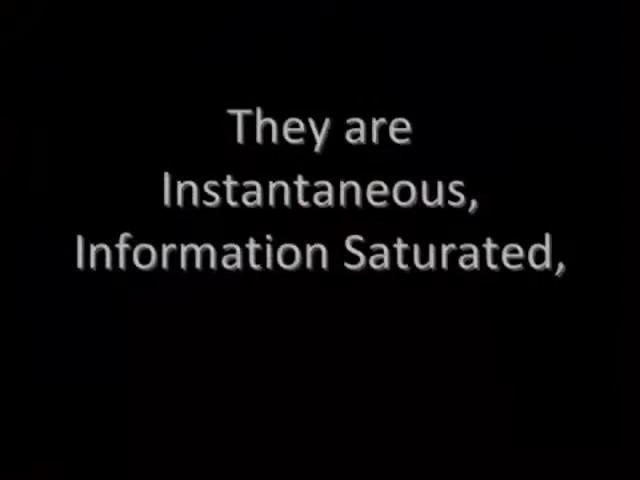 They are
Instantaneous,
Information Saturated,